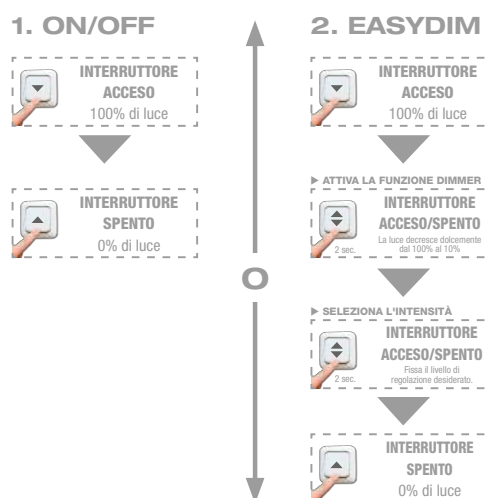 1. ON/OFF
INTERRUTTORE
ACCESO
100% di luce
INTERRUTTORE
SPENTO
0% di luce
O
2. EASYDIM
INTERRUTTORE
ACCESO
100% di luce
▶ ATTIVA LA FUNZIONE DIMMER
INTERRUTTORE
ACCESO/SPENTO
La luce decresce dolcemente
dal 100% al 10%
2 sec.
▶ SELEZIONA L'INTENSITÀ
INTERRUTTORE
ACCESO/SPENTO
Fissa il livello di
regolazione desiderato.
2 sec.
INTERRUTTORE
SPENTO
0% di luce